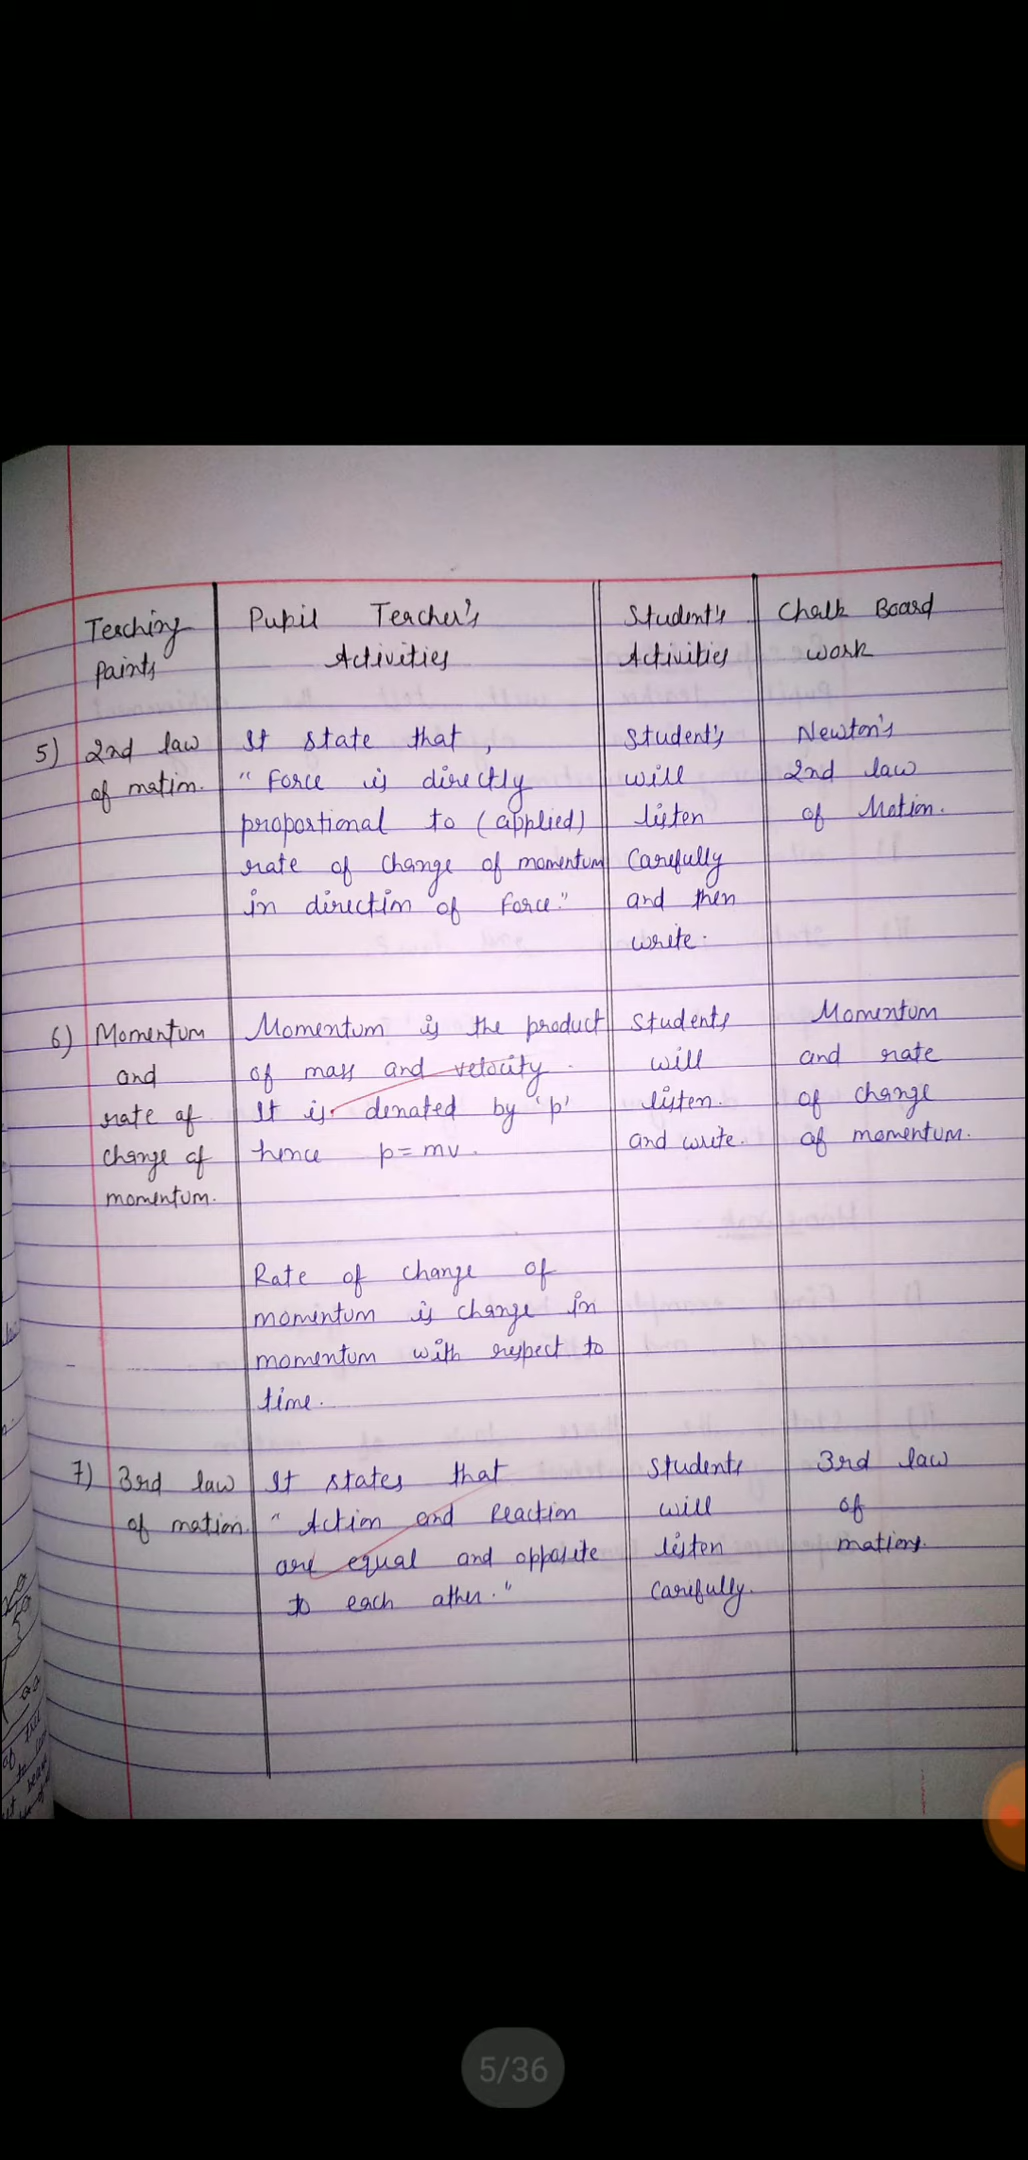 Teaching Points
Pupil Teacher's Activities
Student's Activities
Chalk Board work
5) 2nd law
of motion.
It state that,
"Force is directly
proportional to (applied)
rate of change of momentum
in direction of force."
Student's
will
listen
carefully
and then
write.
Newton's
2nd law
of Motion.
6) Momentum
and
rate of
change of
momentum.
Momentum is the product
of mass and velocity.
It is denoted by 'p'
hence p=mv.
Rate of change of
momentum is change in
momentum with respect to
time.
Students
will
listen.
and write.
Momentum
and rate
of change
of momentum.
7) 3rd law
of motion.
It states that
"Action and Reaction
are equal and opposite
to each other."
Students
will
listen
carefully.
3rd law
of
motion.
5/36